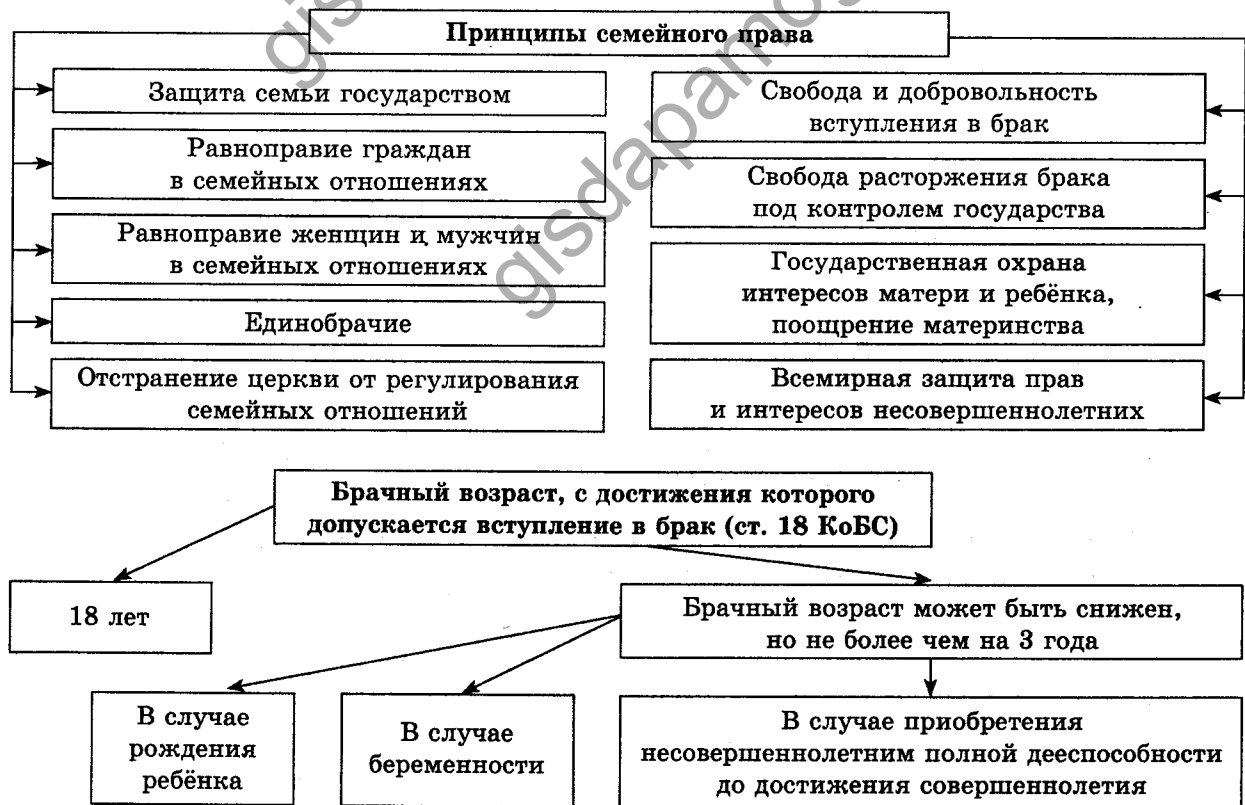 Принципы семейного права
Защита семьи государством
Равноправие граждан
в семейных отношениях
Равноправие женщин и мужчин
в семейных отношениях
Единобрачие
Отстранение церкви от регулирования
семейных отношений
Свобода и добровольность
вступления в брак
Свобода расторжения брака
под контролем государства
Государственная охрана
интересов матери и ребёнка,
поощрение материнства
Всемирная защита прав
и интересов несовершеннолетних
Брачный возраст, с достижения которого
допускается вступление в брак (ст. 18 КоБС)
18 лет
Брачный возраст может быть снижен,
но не более чем на 3 года
В случае
рождения
ребёнка
В случае
беременности
В случае приобретения
несовершеннолетним полной дееспособности
до достижения совершеннолетия